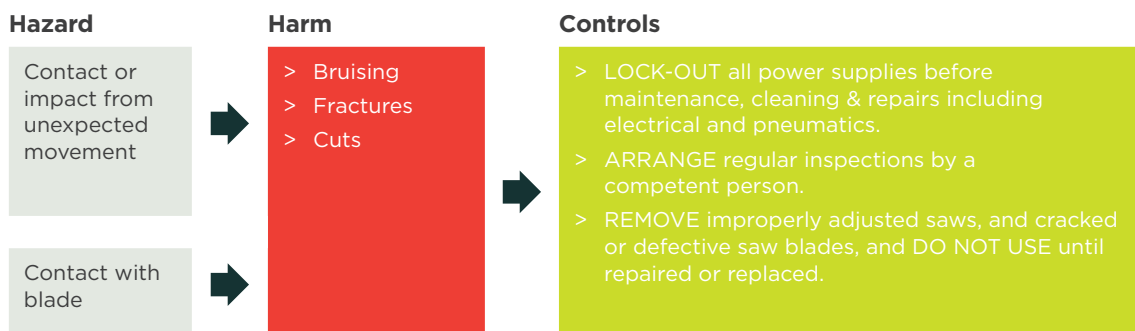 Hazard
Harm
Controls
Contact or
impact from
unexpected
movement
Contact with
blade
> Bruising
> Fractures
> Cuts
> LOCK-OUT all power supplies before
maintenance, cleaning & repairs including
electrical and pneumatics.
> ARRANGE regular inspections by a
competent person.
> REMOVE improperly adjusted saws, and cracked
or defective saw blades, and DO NOT USE until
repaired or replaced.